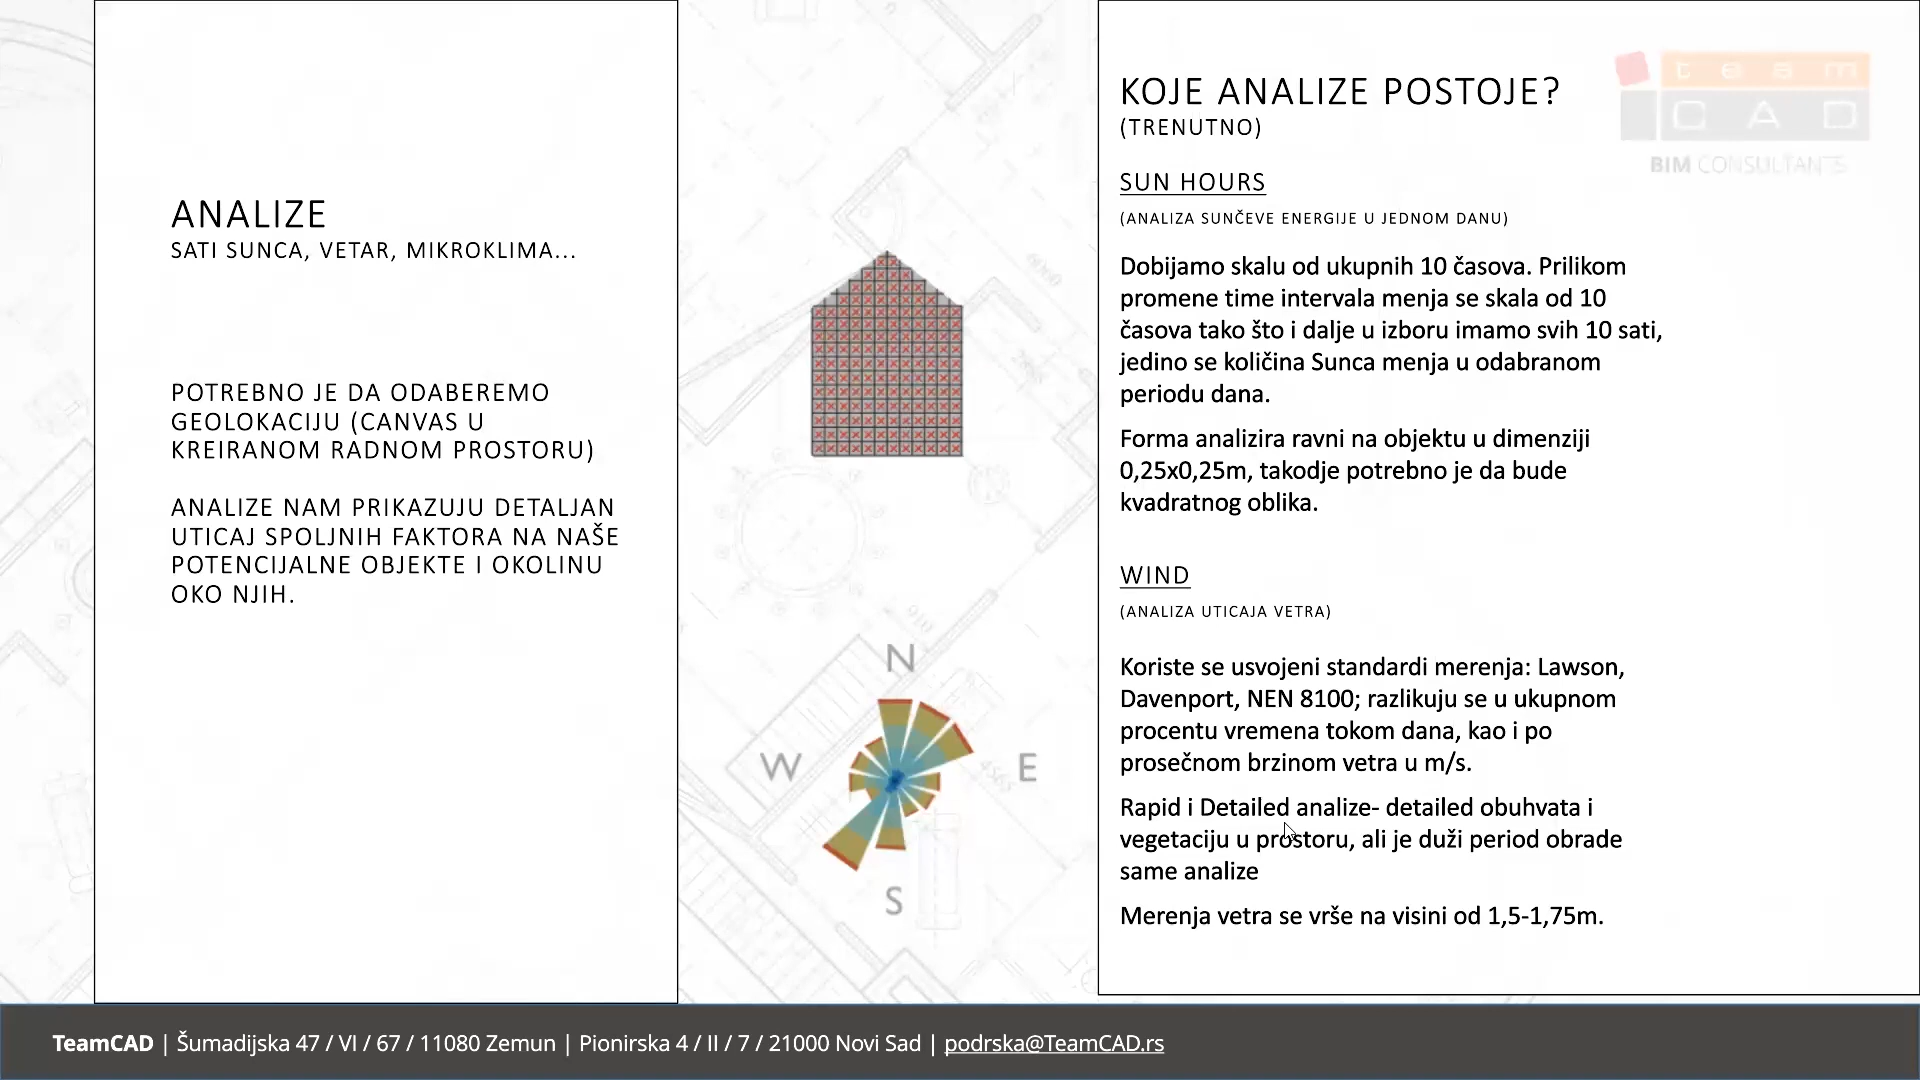 ANALIZE
SATI SUNCA, VETAR, MIKROKLIMA...
POTREBNO JE DA ODABEREMO
GEOLOKACIJU (CANVAS U
KREIRANOM RADNOM PROSTORU)
ANALIZE NAM PRIKAZUJU DETALJAN
UTICAJ SPOLJNIH FAKTORA NA NAŠE
POTENCIJALNE OBJEKTE I OKOLINU
OKO NJIH.
N
W
E
S
KOJE ANALIZE POSTOJE?
(TRENUTNO)
team
CAD
BIM CONSULTANTS
SUN HOURS
(ANALIZA SUNČEVE ENERGIJE U JEDNOM DANU)
Dobijamo skalu od ukupnih 10 časova. Prilikom
promene time intervala menja se skala od 10
časova tako što i dalje u izboru imamo svih 10 sati,
jedino se količina Sunca menja u odabranom
periodu dana.
Forma analizira ravni na objektu u dimenziji
0,25x0,25m, takodje potrebno je da bude
kvadratnog oblika.
WIND
(ANALIZA UTICAJA VETRA)
Koriste se usvojeni standardi merenja: Lawson,
Davenport, NEN 8100; razlikuju se u ukupnom
procentu vremena tokom dana, kao i po
prosečnom brzinom vetra u m/s.
Rapid i Detailed analize- detailed obuhvata i
vegetaciju u prostoru, ali je duži period obrade
same analize
Merenja vetra se vrše na visini od 1,5-1,75m.
TeamCAD | Šumadijska 47 / VI / 67 / 11080 Zemun | Pionirska 4 / II / 7 / 21000 Novi Sad | podrska@TeamCAD.rs